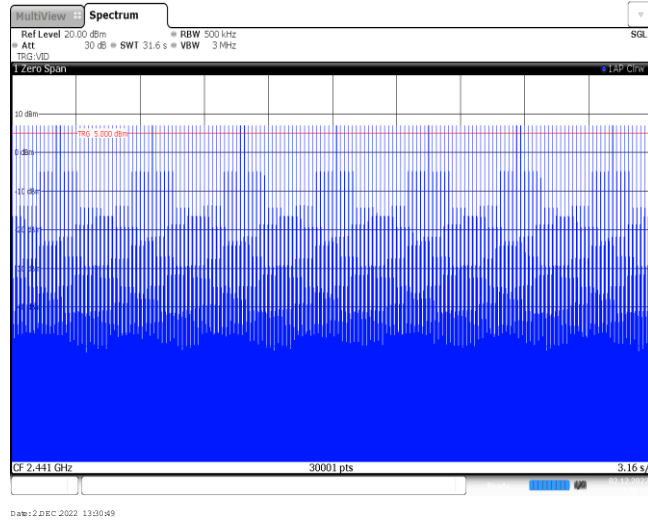 MultiView Spectrum
Ref Level 20.00 dBm RBW 500 kHz SGL
Att 30 dB SWT 31.6 s VBW 3 MHz
TRG:VID
1 Zero Span 1AP Clrw
10 dBm
TRG 5.000 dBm
0 dBm
-10 dBm
-20 dBm
CF 2.441 GHz 30001 pts 3.16 s/
Date: 2.DEC.2022 13:30:49